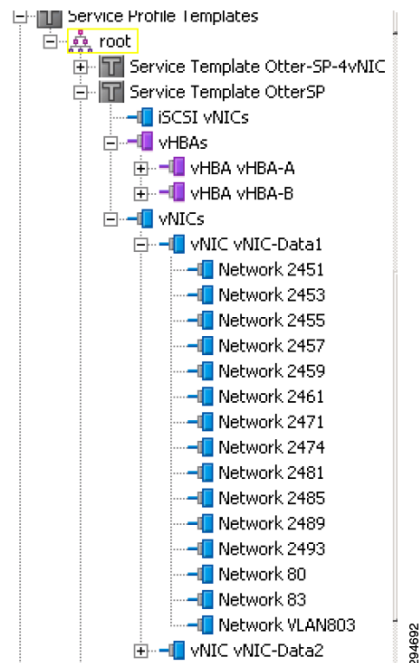 Service Profile Templates
root
Service Template Otter-SP-4vNIC
Service Template OtterSP
iSCSI vNICs
vHBAs
vHBA vHBA-A
vHBA vHBA-B
vNICs
vNIC vNIC-Data1
Network 2451
Network 2453
Network 2455
Network 2457
Network 2459
Network 2461
Network 2471
Network 2474
Network 2481
Network 2485
Network 2489
Network 2493
Network 80
Network 83
Network VLAN803
vNIC vNIC-Data2
294692